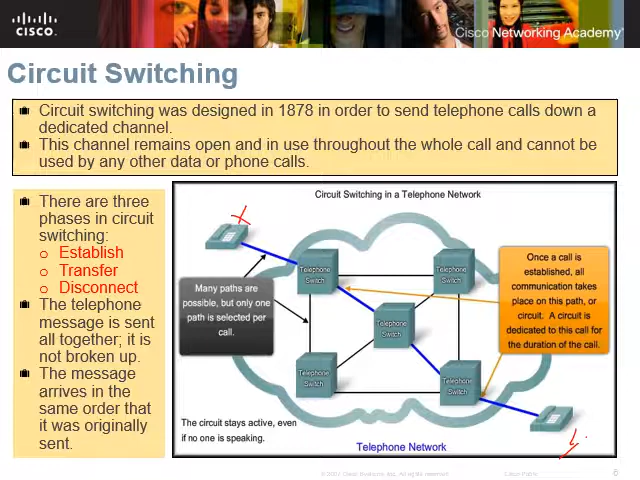 CISCO
Cisco Networking Academy
Circuit Switching
Circuit switching was designed in 1878 in order to send telephone calls down a
dedicated channel.
This channel remains open and in use throughout the whole call and cannot be
used by any other data or phone calls.
There are three
phases in circuit
switching:
Establish
Transfer
Disconnect
The telephone
message is sent
all together; it is
not broken up.
The message
arrives in the
same order that
it was originally
sent.
Circuit Switching in a Telephone Network
Telephone
Switch
Telephone
Switch
Many paths are
possible, but only one
path is selected per
call.
Once a call is
established, all
communication takes
place on this path, or
circuit. A circuit is
dedicated to this call for
the duration of the call.
Telephone
Switch
Telephone
Switch
Telephone
Switch
The circuit stays active, even
if no one is speaking.
Telephone Network
© 2007 Cisco Systems, Inc. All rights reserved.
Cisco Public